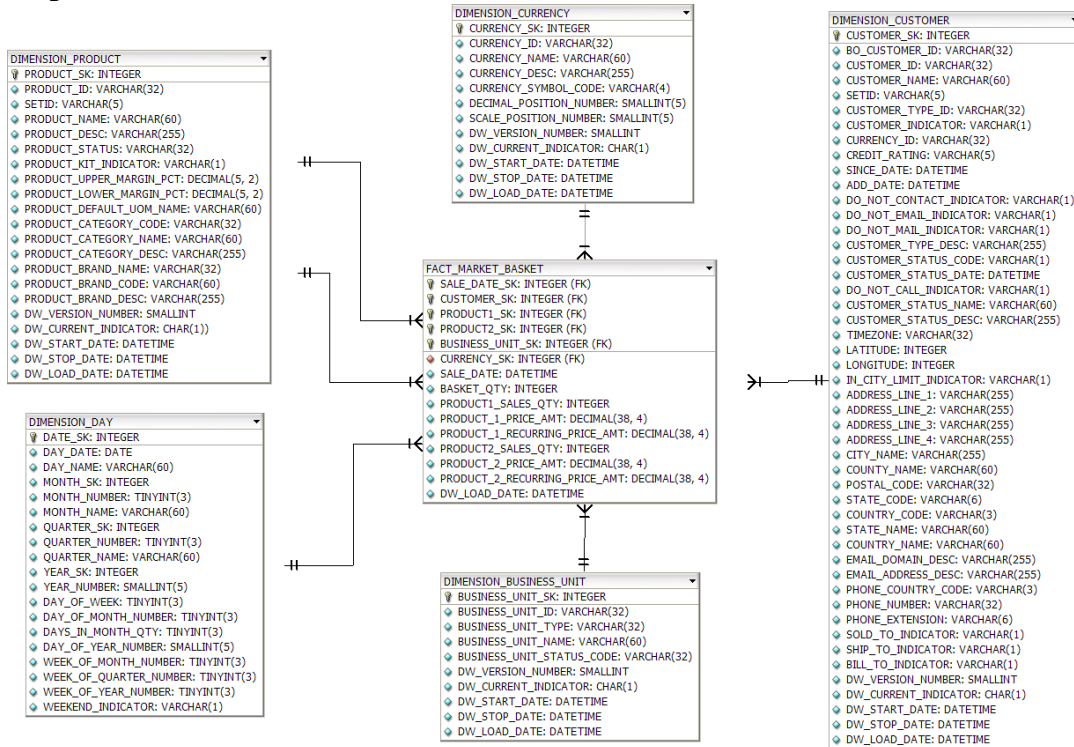 DIMENSION_PRODUCT
PRODUCT_SK: INTEGER
PRODUCT_ID: VARCHAR(32)
SETID: VARCHAR(5)
PRODUCT_NAME: VARCHAR(60)
PRODUCT_DESC: VARCHAR(255)
PRODUCT_STATUS: VARCHAR(32)
PRODUCT_KIT_INDICATOR: VARCHAR(1)
PRODUCT_UPPER_MARGIN_PCT: DECIMAL(5, 2)
PRODUCT_LOWER_MARGIN_PCT: DECIMAL(5, 2)
PRODUCT_DEFAULT_UOM_NAME: VARCHAR(60)
PRODUCT_CATEGORY_CODE: VARCHAR(32)
PRODUCT_CATEGORY_NAME: VARCHAR(60)
PRODUCT_CATEGORY_DESC: VARCHAR(255)
PRODUCT_BRAND_NAME: VARCHAR(32)
PRODUCT_BRAND_CODE: VARCHAR(60)
PRODUCT_BRAND_DESC: VARCHAR(255)
DW_VERSION_NUMBER: SMALLINT
DW_CURRENT_INDICATOR: CHAR(1))
DW_START_DATE: DATETIME
DW_STOP_DATE: DATETIME
DW_LOAD_DATE: DATETIME
DIMENSION_DAY
DATE_SK: INTEGER
DAY_DATE: DATE
DAY_NAME: VARCHAR(60)
MONTH_SK: INTEGER
MONTH_NUMBER: TINYINT(3)
MONTH_NAME: VARCHAR(60)
QUARTER_SK: INTEGER
QUARTER_NUMBER: TINYINT(3)
QUARTER_NAME: VARCHAR(60)
YEAR_SK: INTEGER
YEAR_NUMBER: SMALLINT(5)
DAY_OF_WEEK: TINYINT(3)
DAY_OF_MONTH_NUMBER: TINYINT(3)
DAYS_IN_MONTH_QTY: TINYINT(3)
DAY_OF_YEAR_NUMBER: SMALLINT(5)
WEEK_OF_MONTH_NUMBER: TINYINT(3)
WEEK_OF_QUARTER_NUMBER: TINYINT(3)
WEEK_OF_YEAR_NUMBER: TINYINT(3)
WEEKEND_INDICATOR: VARCHAR(1)
DIMENSION_CURRENCY
CURRENCY_SK: INTEGER
CURRENCY_ID: VARCHAR(32)
CURRENCY_NAME: VARCHAR(60)
CURRENCY_DESC: VARCHAR(255)
CURRENCY_SYMBOL_CODE: VARCHAR(4)
DECIMAL_POSITION_NUMBER: SMALLINT(5)
SCALE_POSITION_NUMBER: SMALLINT(5)
DW_VERSION_NUMBER: SMALLINT
DW_CURRENT_INDICATOR: CHAR(1)
DW_START_DATE: DATETIME
DW_STOP_DATE: DATETIME
DW_LOAD_DATE: DATETIME
FACT_MARKET_BASKET
SALE_DATE_SK: INTEGER (FK)
CUSTOMER_SK: INTEGER (FK)
PRODUCT1_SK: INTEGER (FK)
PRODUCT2_SK: INTEGER (FK)
BUSINESS_UNIT_SK: INTEGER (FK)
CURRENCY_SK: INTEGER (FK)
SALE_DATE: DATETIME
BASKET_QTY: INTEGER
PRODUCT1_SALES_QTY: INTEGER
PRODUCT_1_PRICE_AMT: DECIMAL(38, 4)
PRODUCT_1_RECURRING_PRICE_AMT: DECIMAL(38, 4)
PRODUCT2_SALES_QTY: INTEGER
PRODUCT_2_PRICE_AMT: DECIMAL(38, 4)
PRODUCT_2_RECURRING_PRICE_AMT: DECIMAL(38, 4)
DW_LOAD_DATE: DATETIME
DIMENSION_BUSINESS_UNIT
BUSINESS_UNIT_SK: INTEGER
BUSINESS_UNIT_ID: VARCHAR(32)
BUSINESS_UNIT_TYPE: VARCHAR(32)
BUSINESS_UNIT_NAME: VARCHAR(60)
BUSINESS_UNIT_STATUS_CODE: VARCHAR(32)
DW_VERSION_NUMBER: SMALLINT
DW_CURRENT_INDICATOR: CHAR(1)
DW_START_DATE: DATETIME
DW_STOP_DATE: DATETIME
DW_LOAD_DATE: DATETIME
DIMENSION_CUSTOMER
CUSTOMER_SK: INTEGER
BO_CUSTOMER_ID: VARCHAR(32)
CUSTOMER_ID: VARCHAR(32)
CUSTOMER_NAME: VARCHAR(60)
SETID: VARCHAR(5)
CUSTOMER_TYPE_ID: VARCHAR(32)
CUSTOMER_INDICATOR: VARCHAR(1)
CURRENCY_ID: VARCHAR(32)
CREDIT_RATING: VARCHAR(5)
SINCE_DATE: DATETIME
ADD_DATE: DATETIME
DO_NOT_CONTACT_INDICATOR: VARCHAR(1)
DO_NOT_EMAIL_INDICATOR: VARCHAR(1)
DO_NOT_MAIL_INDICATOR: VARCHAR(1)
CUSTOMER_TYPE_DESC: VARCHAR(255)
CUSTOMER_STATUS_CODE: VARCHAR(1)
CUSTOMER_STATUS_DATE: DATETIME
DO_NOT_CALL_INDICATOR: VARCHAR(1)
CUSTOMER_STATUS_NAME: VARCHAR(60)
CUSTOMER_STATUS_DESC: VARCHAR(255)
TIMEZONE: VARCHAR(32)
LATITUDE: INTEGER
LONGITUDE: INTEGER
IN_CITY_LIMIT_INDICATOR: VARCHAR(1)
ADDRESS_LINE_1: VARCHAR(255)
ADDRESS_LINE_2: VARCHAR(255)
ADDRESS_LINE_3: VARCHAR(255)
ADDRESS_LINE_4: VARCHAR(255)
CITY_NAME: VARCHAR(255)
COUNTY_NAME: VARCHAR(60)
POSTAL_CODE: VARCHAR(32)
STATE_CODE: VARCHAR(6)
COUNTRY_CODE: VARCHAR(3)
STATE_NAME: VARCHAR(60)
COUNTRY_NAME: VARCHAR(60)
EMAIL_DOMAIN_DESC: VARCHAR(255)
EMAIL_ADDRESS_DESC: VARCHAR(255)
PHONE_COUNTRY_CODE: VARCHAR(3)
PHONE_NUMBER: VARCHAR(32)
PHONE_EXTENSION: VARCHAR(6)
SOLD_TO_INDICATOR: VARCHAR(1)
SHIP_TO_INDICATOR: VARCHAR(1)
BILL_TO_INDICATOR: VARCHAR(1)
DW_VERSION_NUMBER: SMALLINT
DW_CURRENT_INDICATOR: CHAR(1)
DW_START_DATE: DATETIME
DW_STOP_DATE: DATETIME
DW_LOAD_DATE: DATETIME